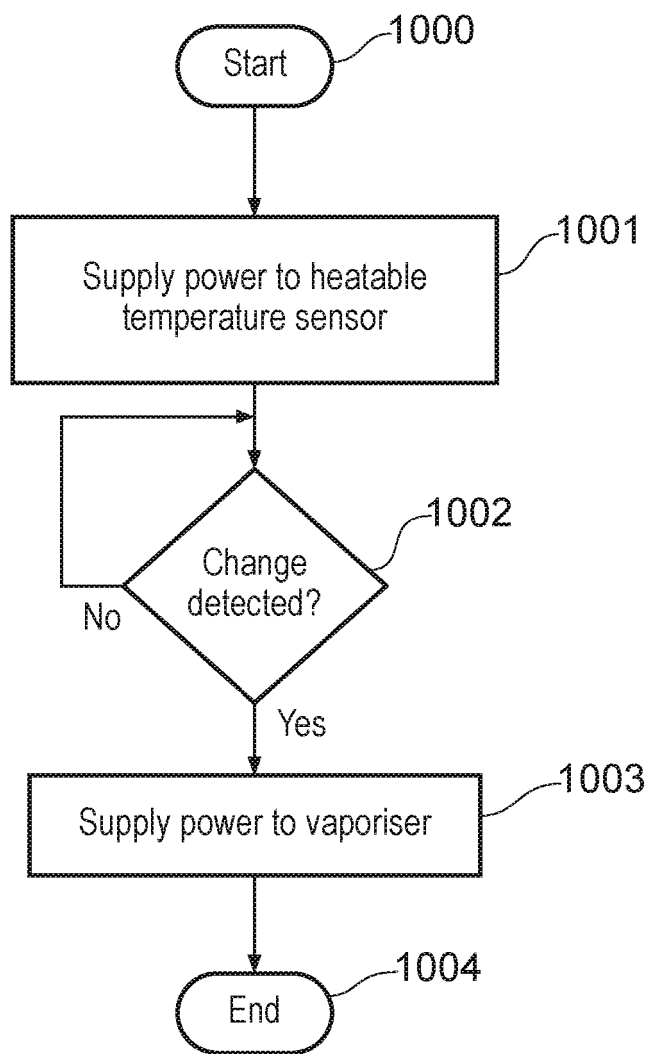 Start
1000
Supply power to heatable
temperature sensor
1001
Change
detected?
1002
No
Yes
Supply power to vaporiser
1003
End
1004